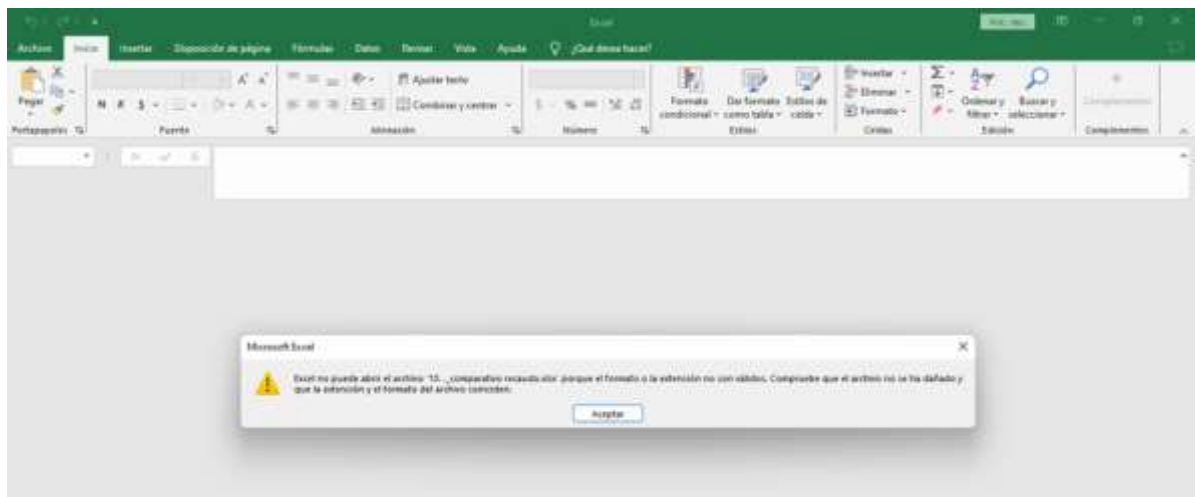 Excel
Archivo Inicio Insertar Disposición de página Fórmulas Datos Revisar Vista Ayuda ¿Qué desea hacer?
Pegar
N K S
A A
Ajustar texto
Combinar y centrar
$ %
Formato condicional
Dar formato como tabla
Estilos de celda
Insertar
Eliminar
Formato
Ordenar y filtrar
Buscar y seleccionar
Complementos
Portapapeles Fuente Alineación Número Estilos Celdas Edición Complementos
Microsoft Excel
Excel no puede abrir el archivo '13.._comparativo porque el formato o la extensión no son válidos. Compruebe que el archivo no se ha dañado y
que la extensión y el formato del archivo coinciden.
Aceptar